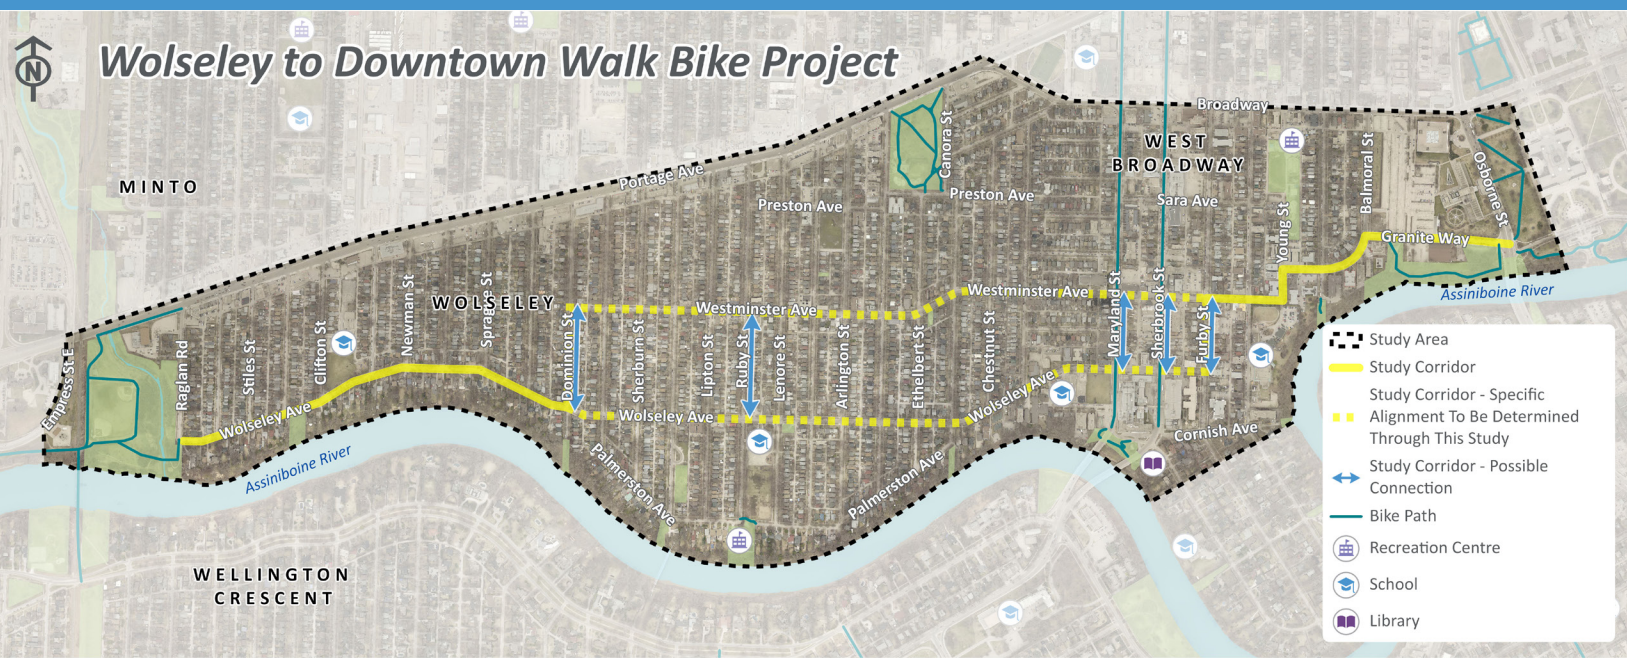 N
Wolseley to Downtown Walk Bike Project
Broadway
WEST
BROADWAY
Canora St
Portage Ave
MINTO
Preston Ave
Preston Ave
Sara Ave
Balmoral St
Osborne St
Young St
Granite Way
Assiniboine River
WOLSELEY
Westminster Ave
Westminster Ave
Empress St E
Raglan Rd
Stiles St
Clifton St
Newman St
Sprague St
Dominion St
Sherburn St
Lipton St
Ruby St
Lenore St
Arlington St
Ethelbert St
Chestnut St
Maryland St
Sherbrook St
Furby St
Wolseley Ave
Wolseley Ave
Wolseley Ave
Cornish Ave
Assiniboine River
Palmerston Ave
Palmerston Ave
WELLINGTON
CRESCENT
Study Area
Study Corridor
Study Corridor - Specific
Alignment To Be Determined
Through This Study
Study Corridor - Possible
Connection
Bike Path
Recreation Centre
School
Library